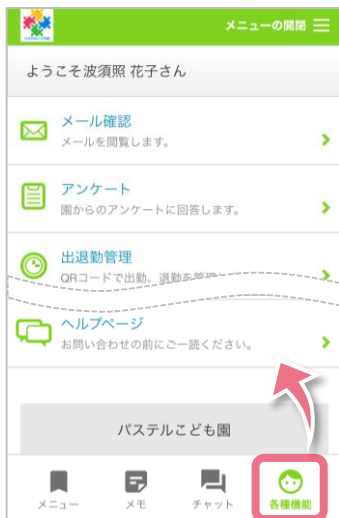 メニューの開閉
ようこそ波須照 花子さん
メール確認
メールを閲覧します。
アンケート
園からのアンケートに回答します。
出退勤管理
QRコードで出勤、退勤を管理し
ヘルプページ
お問い合わせの前にご一読ください。
パステルこども園
メニュー
メモ
チャット
各種機能